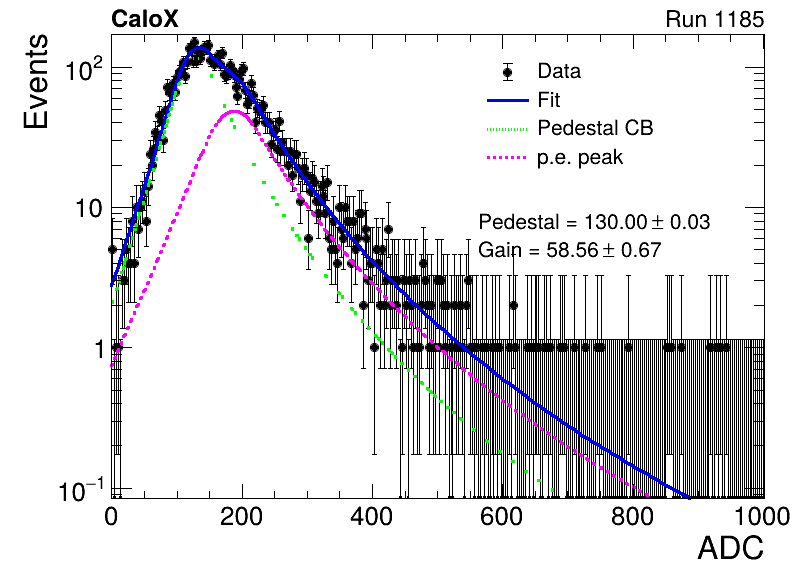 CaloX Run 1185
Events
10²
10
1
10⁻¹
Data
Fit
Pedestal CB
p.e. peak
Pedestal = 130.00 ± 0.03
Gain = 58.56 ± 0.67
0 200 400 600 800 1000
ADC